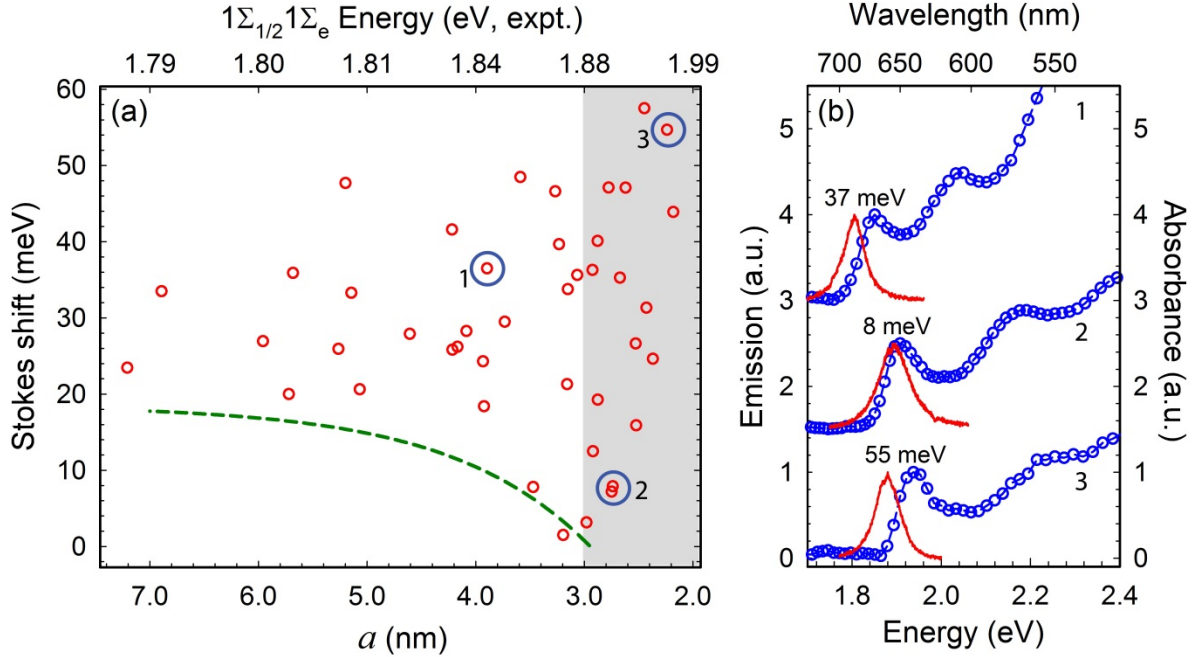 1Σ1/21Σe Energy (eV, expt.)
1.79 1.80 1.81 1.84 1.88 1.99
60
50
40
30
20
10
0
Stokes shift (meV)
(a)
3
1
2
7.0 6.0 5.0 4.0 3.0 2.0
a (nm)
Wavelength (nm)
700 650 600 550
(b)
1
37 meV
2
8 meV
3
55 meV
5
4
3
2
1
0
Emission (a.u.)
5
4
3
2
1
0
Absorbance (a.u.)
1.8 2.0 2.2 2.4
Energy (eV)